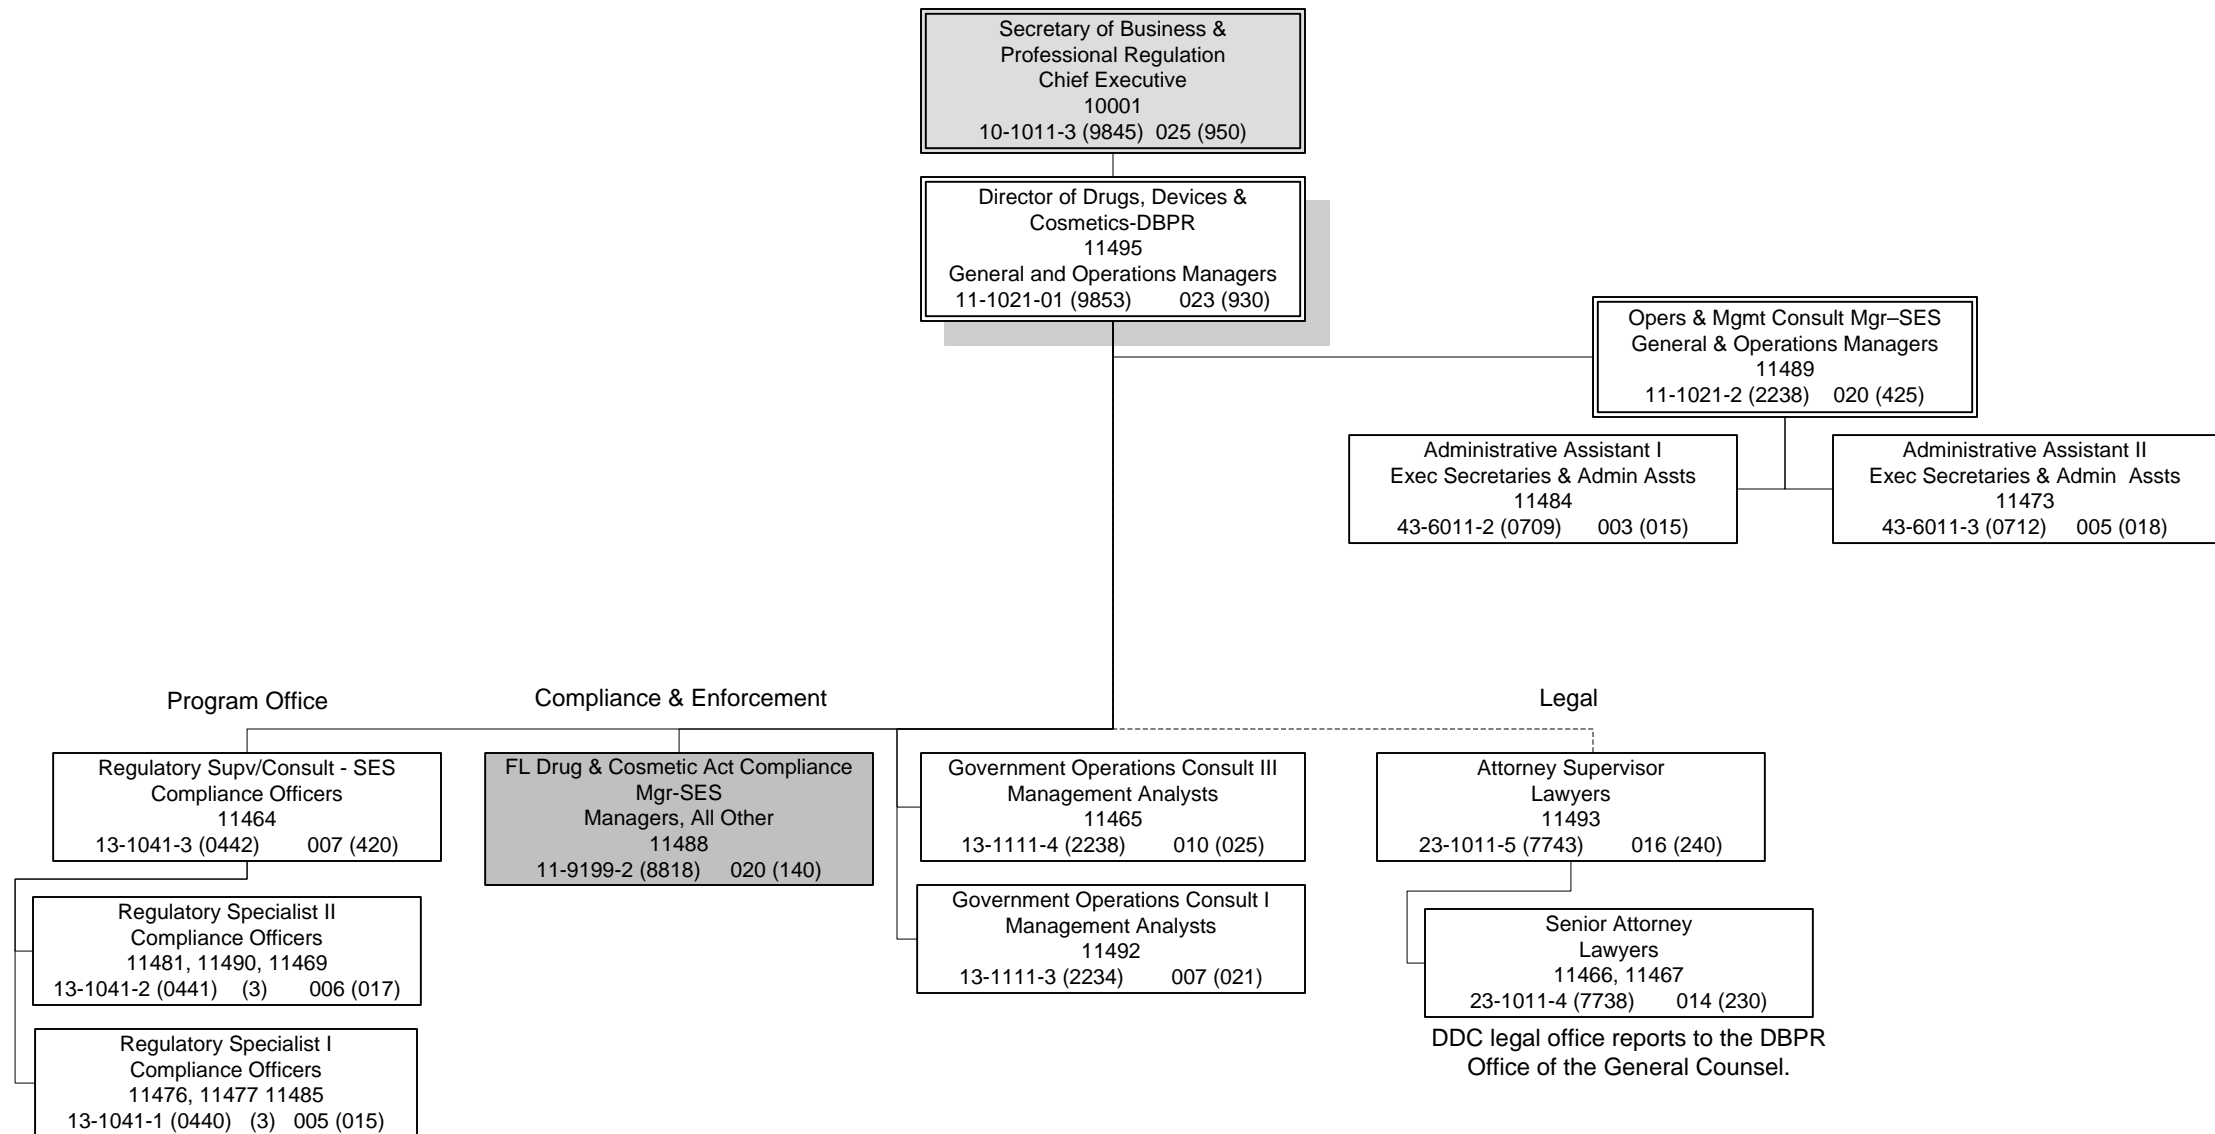 Secretary of Business &
Professional Regulation
Chief Executive
10001
10-1011-3 (9845) 025 (950)
Director of Drugs, Devices &
Cosmetics-DBPR
11495
General and Operations Managers
11-1021-01 (9853) 023 (930)
Opers & Mgmt Consult Mgr–SES
General & Operations Managers
11489
11-1021-2 (2238) 020 (425)
Administrative Assistant I
Exec Secretaries & Admin Assts
11484
43-6011-2 (0709) 003 (015)
Administrative Assistant II
Exec Secretaries & Admin Assts
11473
43-6011-3 (0712) 005 (018)
Program Office
Compliance & Enforcement
Legal
Regulatory Supv/Consult - SES
Compliance Officers
11464
13-1041-3 (0442) 007 (420)
Regulatory Specialist II
Compliance Officers
11481, 11490, 11469
13-1041-2 (0441) (3) 006 (017)
Regulatory Specialist I
Compliance Officers
11476, 11477 11485
13-1041-1 (0440) (3) 005 (015)
FL Drug & Cosmetic Act Compliance
Mgr-SES
Managers, All Other
11488
11-9199-2 (8818) 020 (140)
Government Operations Consult III
Management Analysts
11465
13-1111-4 (2238) 010 (025)
Government Operations Consult I
Management Analysts
11492
13-1111-3 (2234) 007 (021)
Attorney Supervisor
Lawyers
11493
23-1011-5 (7743) 016 (240)
Senior Attorney
Lawyers
11466, 11467
23-1011-4 (7738) 014 (230)
DDC legal office reports to the DBPR
Office of the General Counsel.